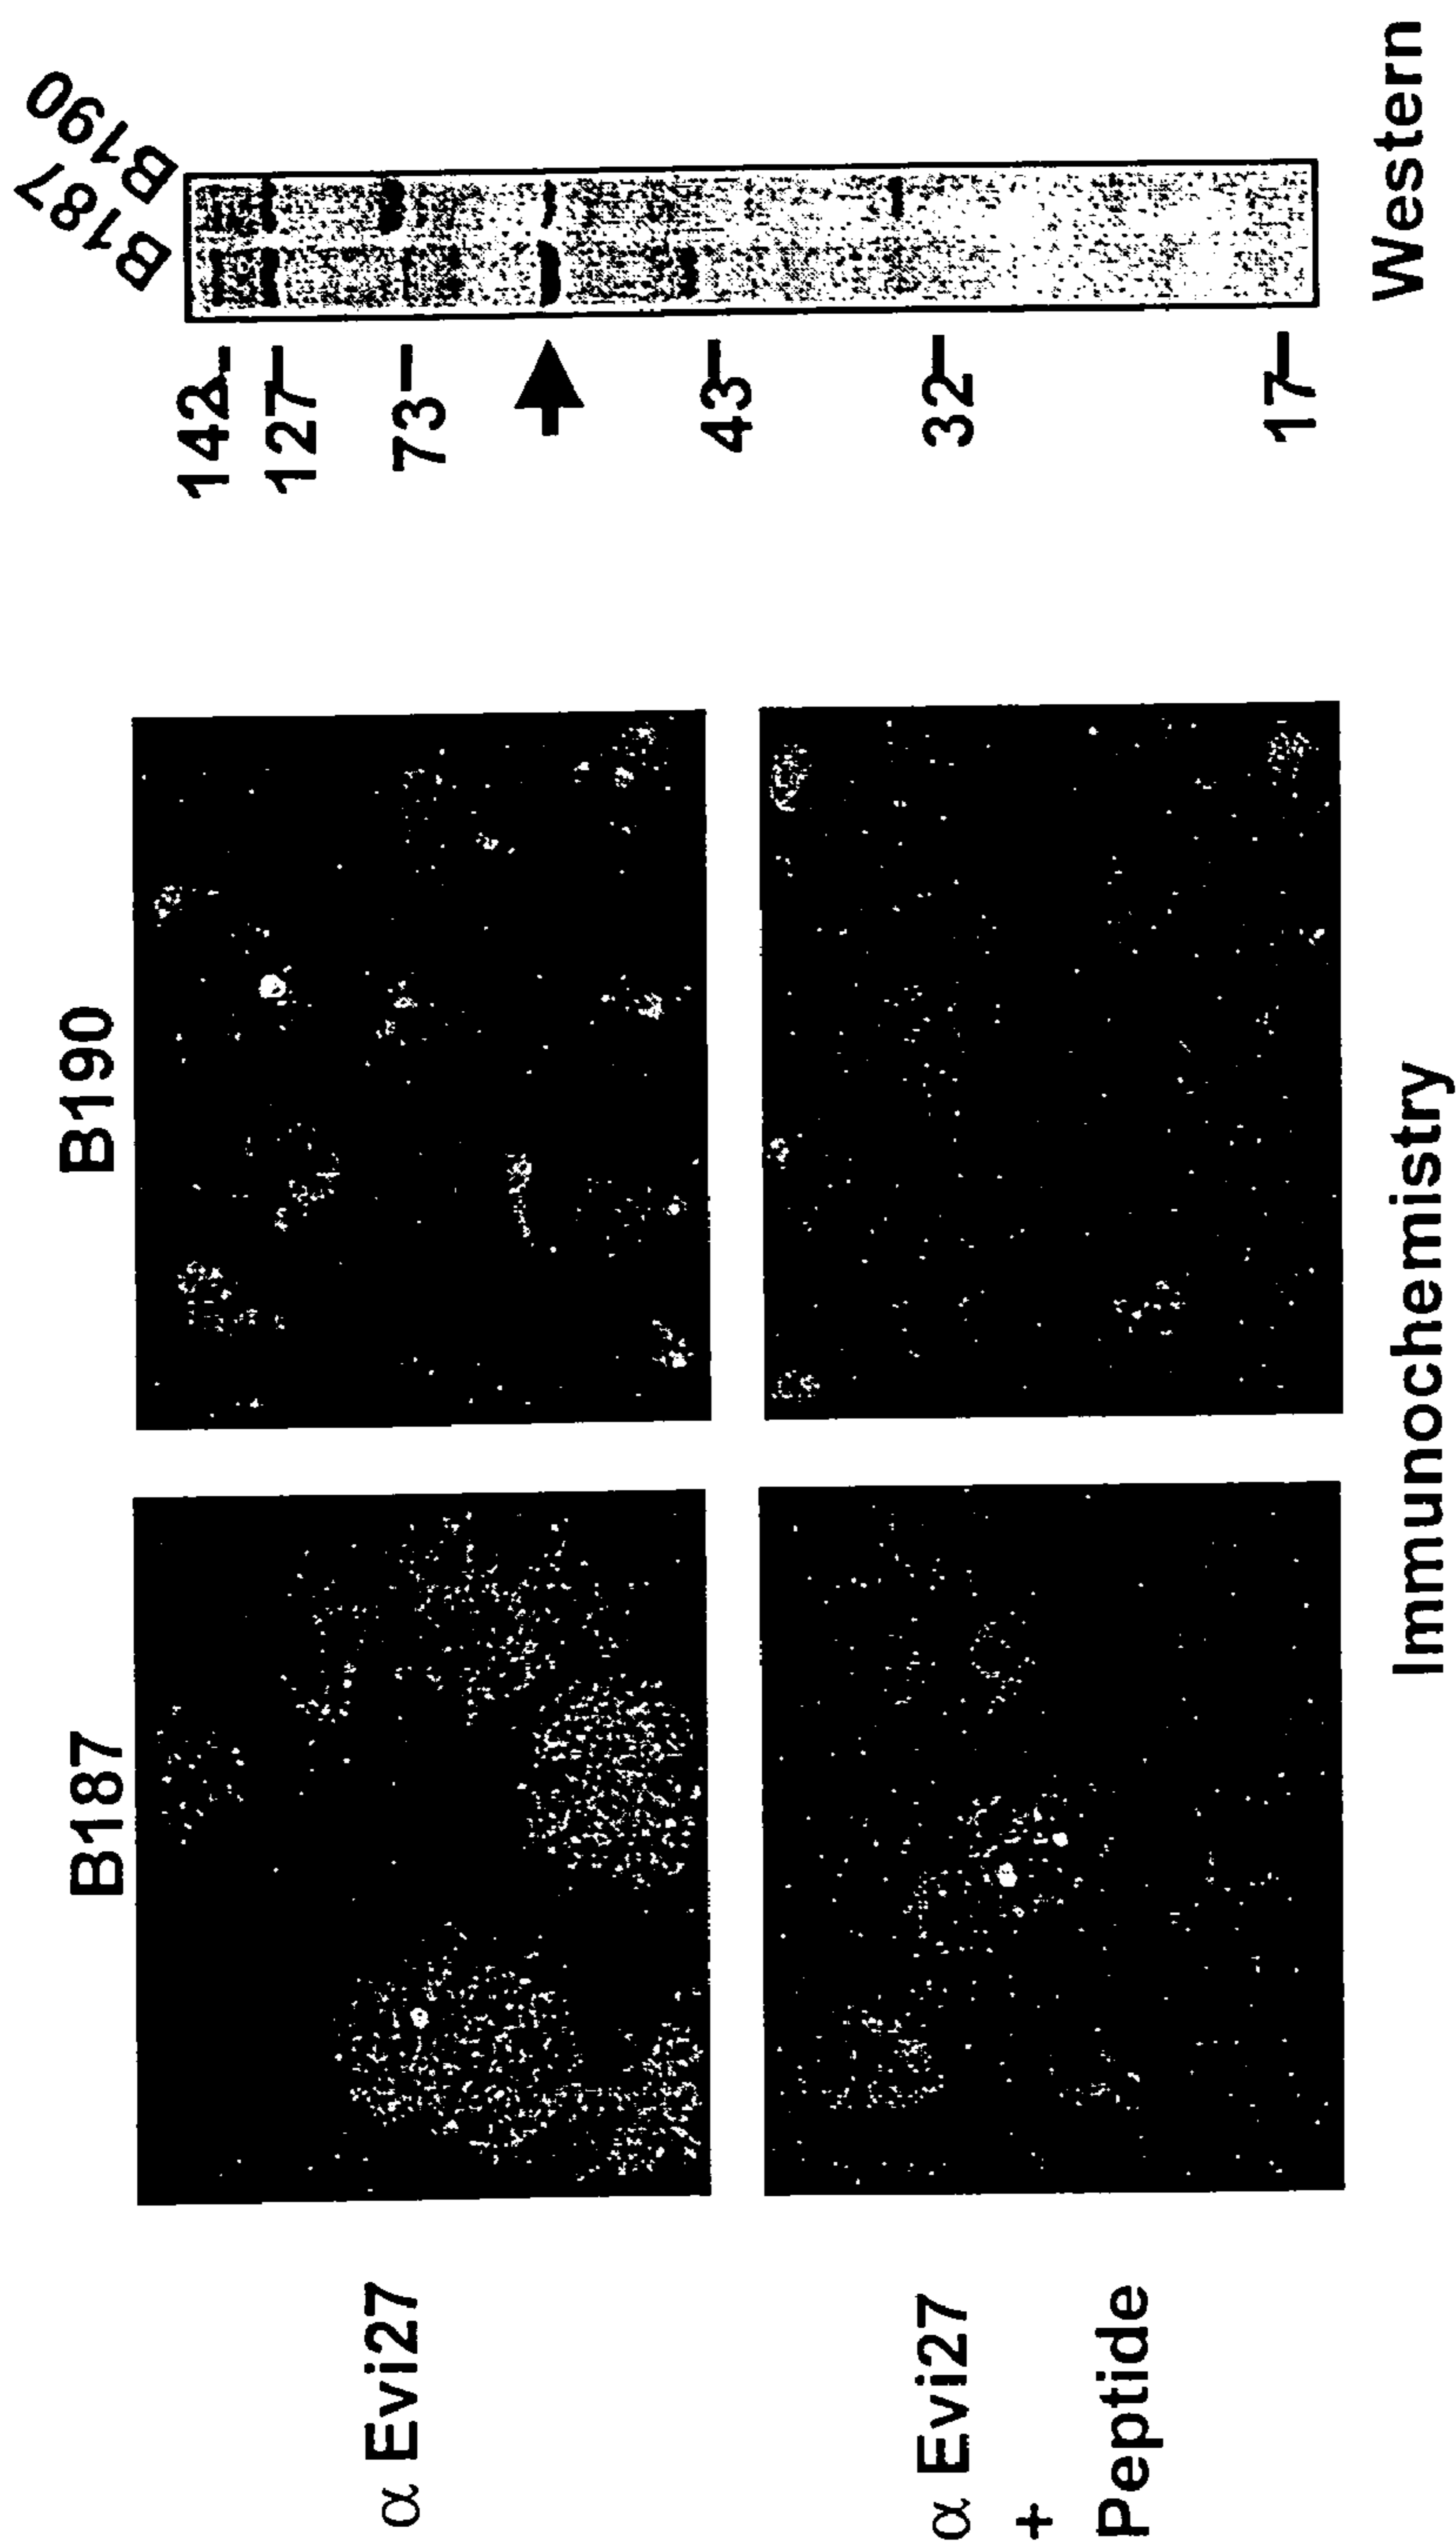 B187
B190
α Evi27
α Evi27
+
Peptide
Immunochemistry
B187
B190
142
127
73
43
32
17
Western